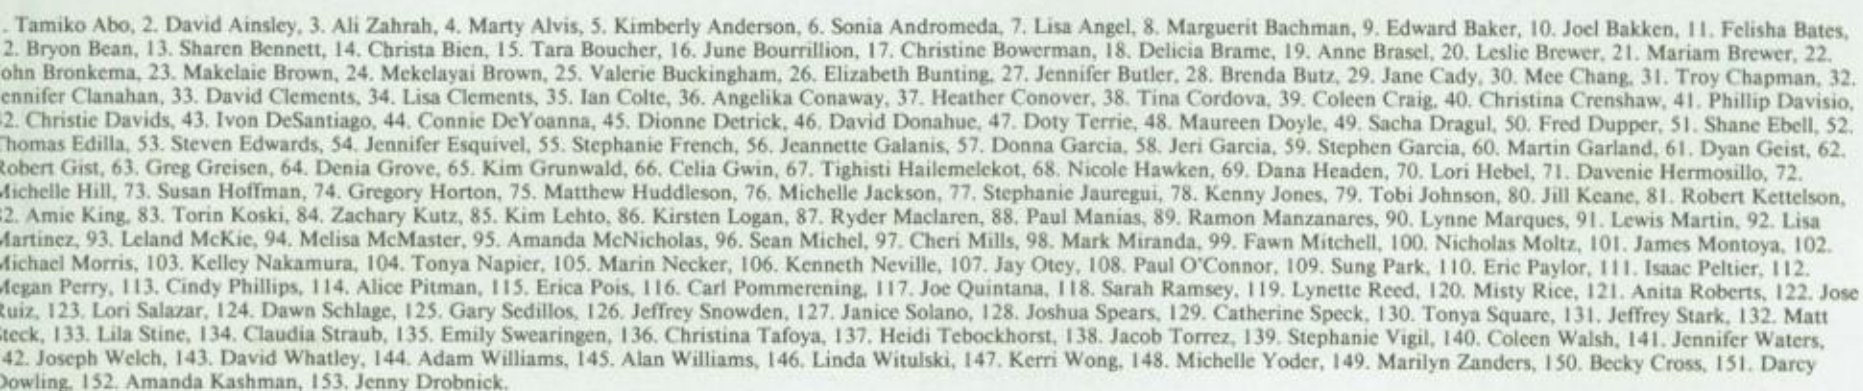 . Tamiko Abo, 2. David Ainsley, 3. Ali Zahrah, 4. Marty Alvis, 5. Kimberly Anderson, 6. Sonia Andromeda, 7. Lisa Angel, 8. Marguerit Bachman, 9. Edward Baker, 10. Joel Bakken, 11. Felisha Bates,
2. Bryon Bean, 13. Sharen Bennett, 14. Christa Bien, 15. Tara Boucher, 16. June Bourrillion, 17. Christine Bowerman, 18. Delicia Brame, 19. Anne Brasel, 20. Leslie Brewer, 21. Mariam Brewer, 22.
ohn Bronkema, 23. Makelaie Brown, 24. Mekelayai Brown, 25. Valerie Buckingham, 26. Elizabeth Bunting, 27. Jennifer Butler, 28. Brenda Butz, 29. Jane Cady, 30. Mee Chang, 31. Troy Chapman, 32.
ennifer Clanahan, 33. David Clements, 34. Lisa Clements, 35. Ian Colte, 36. Angelika Conaway, 37. Heather Conover, 38. Tina Cordova, 39. Coleen Craig, 40. Christina Crenshaw, 41. Phillip Davisio,
2. Christie Davids, 43. Ivon DeSantiago, 44. Connie DeYoanna, 45. Dionne Detrick, 46. David Donahue, 47. Doty Terrie, 48. Maureen Doyle, 49. Sacha Dragul, 50. Fred Dupper, 51. Shane Ebell, 52.
Thomas Edilla, 53. Steven Edwards, 54. Jennifer Esquivel, 55. Stephanie French, 56. Jeannette Galanis, 57. Donna Garcia, 58. Jeri Garcia, 59. Stephen Garcia, 60. Martin Garland, 61. Dyan Geist, 62.
Robert Gist, 63. Greg Greisen, 64. Denia Grove, 65. Kim Grunwald, 66. Celia Gwin, 67. Tighisti Hailemelekot, 68. Nicole Hawken, 69. Dana Headen, 70. Lori Hebel, 71. Davenie Hermosillo, 72.
Michelle Hill, 73. Susan Hoffman, 74. Gregory Horton, 75. Matthew Huddleson, 76. Michelle Jackson, 77. Stephanie Jauregui, 78. Kenny Jones, 79. Tobi Johnson, 80. Jill Keane, 81. Robert Kettelson,
2. Amie King, 83. Torin Koski, 84. Zachary Kutz, 85. Kim Lehto, 86. Kirsten Logan, 87. Ryder Maclaren, 88. Paul Manias, 89. Ramon Manzanares, 90. Lynne Marques, 91. Lewis Martin, 92. Lisa
Martinez, 93. Leland McKie, 94. Melisa McMaster, 95. Amanda McNicholas, 96. Sean Michel, 97. Cheri Mills, 98. Mark Miranda, 99. Fawn Mitchell, 100. Nicholas Moltz, 101. James Montoya, 102.
Michael Morris, 103. Kelley Nakamura, 104. Tonya Napier, 105. Marin Necker, 106. Kenneth Neville, 107. Jay Otey, 108. Paul O'Connor, 109. Sung Park, 110. Eric Paylor, 111. Isaac Peltier, 112.
Megan Perry, 113. Cindy Phillips, 114. Alice Pitman, 115. Erica Pois, 116. Carl Pommerening, 117. Joe Quintana, 118. Sarah Ramsey, 119. Lynette Reed, 120. Misty Rice, 121. Anita Roberts, 122. Jose
Ruiz, 123. Lori Salazar, 124. Dawn Schlage, 125. Gary Sedillos, 126. Jeffrey Snowden, 127. Janice Solano, 128. Joshua Spears, 129. Catherine Speck, 130. Tonya Square, 131. Jeffrey Stark, 132. Matt
teck, 133. Lila Stine, 134. Claudia Straub, 135. Emily Swearingen, 136. Christina Tafoya, 137. Heidi Tebockhorst, 138. Jacob Torrez, 139. Stephanie Vigil, 140. Coleen Walsh, 141. Jennifer Waters,
42. Joseph Welch, 143. David Whatley, 144. Adam Williams, 145. Alan Williams, 146. Linda Witulski, 147. Kerri Wong, 148. Michelle Yoder, 149. Marilyn Zanders, 150. Becky Cross, 151. Darcy
Dowling, 152. Amanda Kashman, 153. Jenny Drobnick.